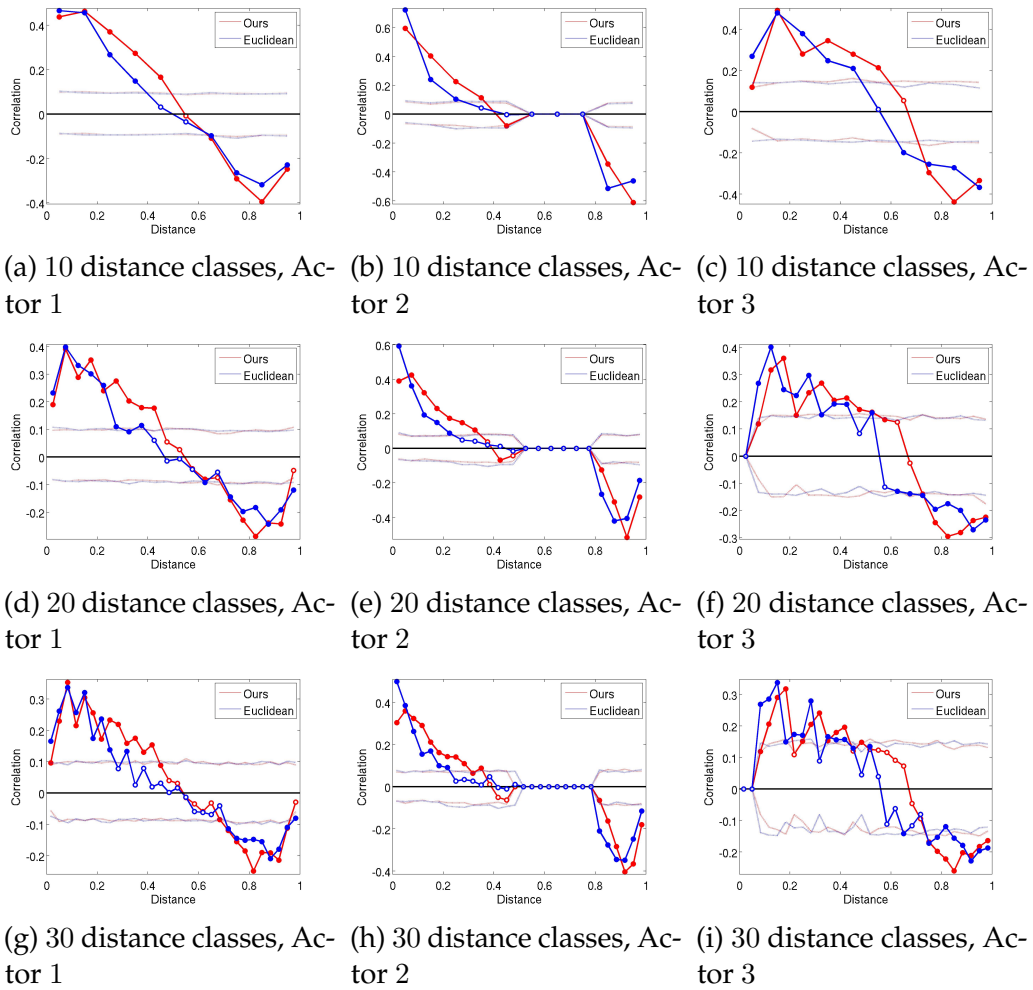 0.4
0.2
0
-0.2
-0.4
Correlation
0 0.2 0.4 0.6 0.8 1
Distance
Ours
Euclidean
0.6
0.4
0.2
0
-0.2
-0.4
-0.6
Correlation
0 0.2 0.4 0.6 0.8 1
Distance
Ours
Euclidean
0.4
0.2
0
-0.2
-0.4
Correlation
0 0.2 0.4 0.6 0.8 1
Distance
Ours
Euclidean
(a) 10 distance classes, Ac-
tor 1
(b) 10 distance classes, Ac-
tor 2
(c) 10 distance classes, Ac-
tor 3
0.4
0.3
0.2
0.1
0
-0.1
-0.2
Correlation
0 0.2 0.4 0.6 0.8 1
Distance
Ours
Euclidean
0.6
0.4
0.2
0
-0.2
-0.4
Correlation
0 0.2 0.4 0.6 0.8 1
Distance
Ours
Euclidean
0.4
0.3
0.2
0.1
0
-0.1
-0.2
-0.3
Correlation
0 0.2 0.4 0.6 0.8 1
Distance
Ours
Euclidean
(d) 20 distance classes, Ac-
tor 1
(e) 20 distance classes, Ac-
tor 2
(f) 20 distance classes, Ac-
tor 3
0.3
0.2
0.1
0
-0.1
-0.2
Correlation
0 0.2 0.4 0.6 0.8 1
Distance
Ours
Euclidean
0.4
0.2
0
-0.2
-0.4
Correlation
0 0.2 0.4 0.6 0.8 1
Distance
Ours
Euclidean
0.3
0.2
0.1
0
-0.1
-0.2
Correlation
0 0.2 0.4 0.6 0.8 1
Distance
Ours
Euclidean
(g) 30 distance classes, Ac-
tor 1
(h) 30 distance classes, Ac-
tor 2
(i) 30 distance classes, Ac-
tor 3